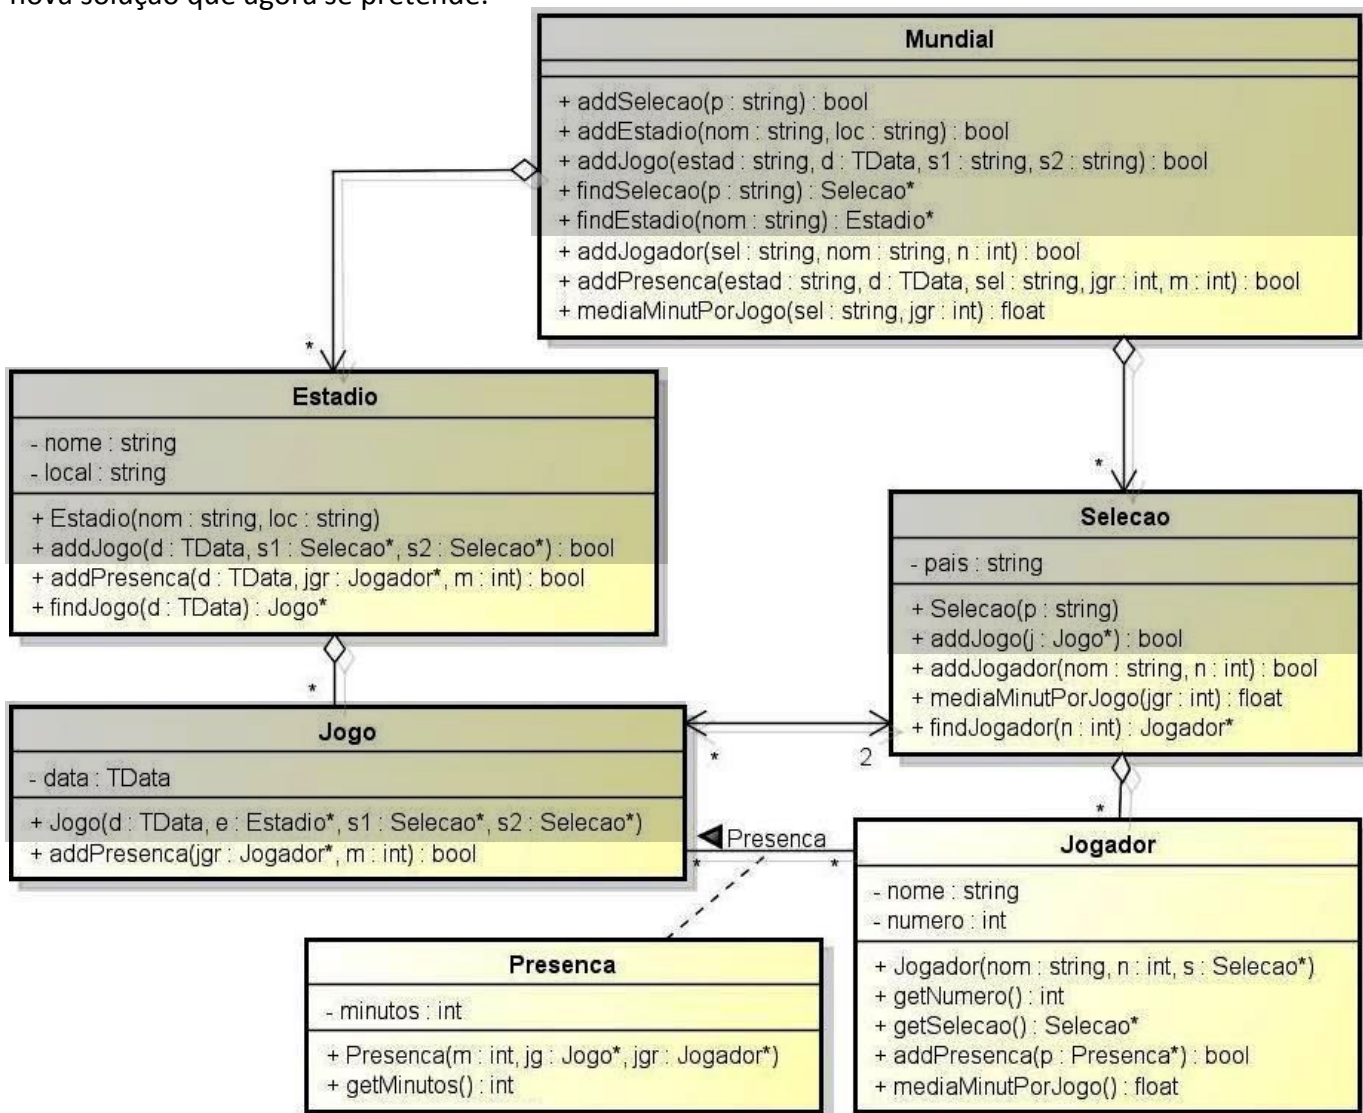 nova solução que agora se pretende.
Mundial
+ addSelecao(p : string) : bool
+ addEstadio(nom : string, loc : string) : bool
+ addJogo(estad : string, d : TData, s1 : string, s2 : string) : bool
+ findSelecao(p : string) : Selecao*
+ findEstadio(nom : string) : Estadio*
+ addJogador(sel : string, nom : string, n : int) : bool
+ addPresenca(estad : string, d : TData, sel : string, jgr : int, m : int) : bool
+ mediaMinutPorJogo(sel : string, jgr : int) : float
*
*
Estadio
- nome : string
- local : string
+ Estadio(nom : string, loc : string)
+ addJogo(d : TData, s1 : Selecao*, s2 : Selecao*) : bool
+ addPresenca(d : TData, jgr : Jogador*, m : int) : bool
+ findJogo(d : TData) : Jogo*
Selecao
- pais : string
+ Selecao(p : string)
+ addJogo(j : Jogo*) : bool
+ addJogador(nom : string, n : int) : bool
+ mediaMinutPorJogo(jgr : int) : float
+ findJogador(n : int) : Jogador*
*
Jogo
- data : TData
+ Jogo(d : TData, e : Estadio*, s1 : Selecao*, s2 : Selecao*)
+ addPresenca(jgr : Jogador*, m : int) : bool
* 2
*
Presenca
* *
Jogador
- nome : string
- numero : int
+ Jogador(nom : string, n : int, s : Selecao*)
+ getNumero() : int
+ getSelecao() : Selecao*
+ addPresenca(p : Presenca*) : bool
+ mediaMinutPorJogo() : float
Presenca
- minutos : int
+ Presenca(m : int, jg : Jogo*, jgr : Jogador*)
+ getMinutos() : int